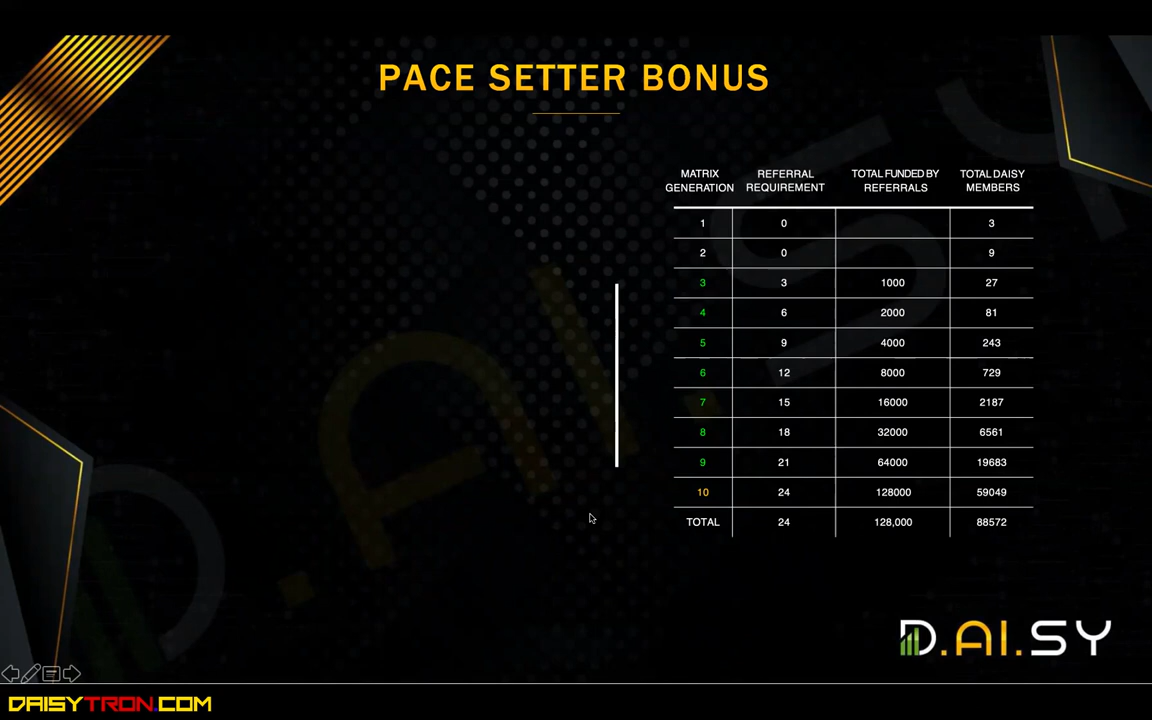 PACE SETTER BONUS
MATRIX GENERATION REFERRAL REQUIREMENT TOTAL FUNDED BY REFERRALS TOTAL DAISY MEMBERS
1 0 3
2 0 9
3 3 1000 27
4 6 2000 81
5 9 4000 243
6 12 8000 729
7 15 16000 2187
8 18 32000 6561
9 21 64000 19683
10 24 128000 59049
TOTAL 24 128,000 88572
D.AI.SY
DAISYTRON.COM